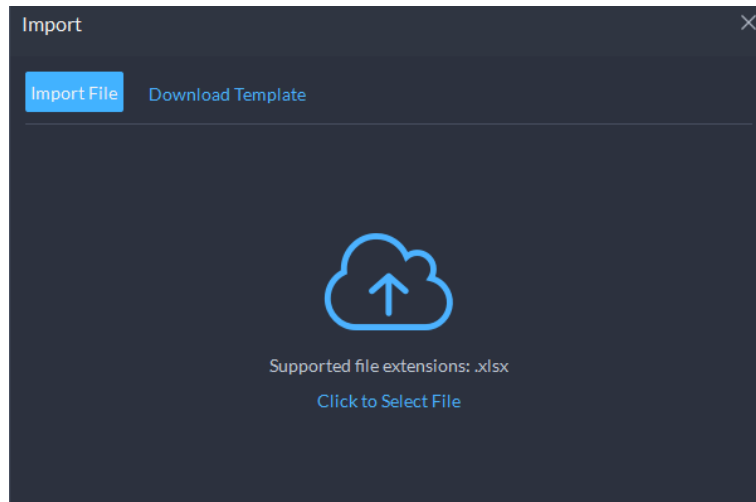 Import
Import File
Download Template
Supported file extensions: .xlsx
Click to Select File